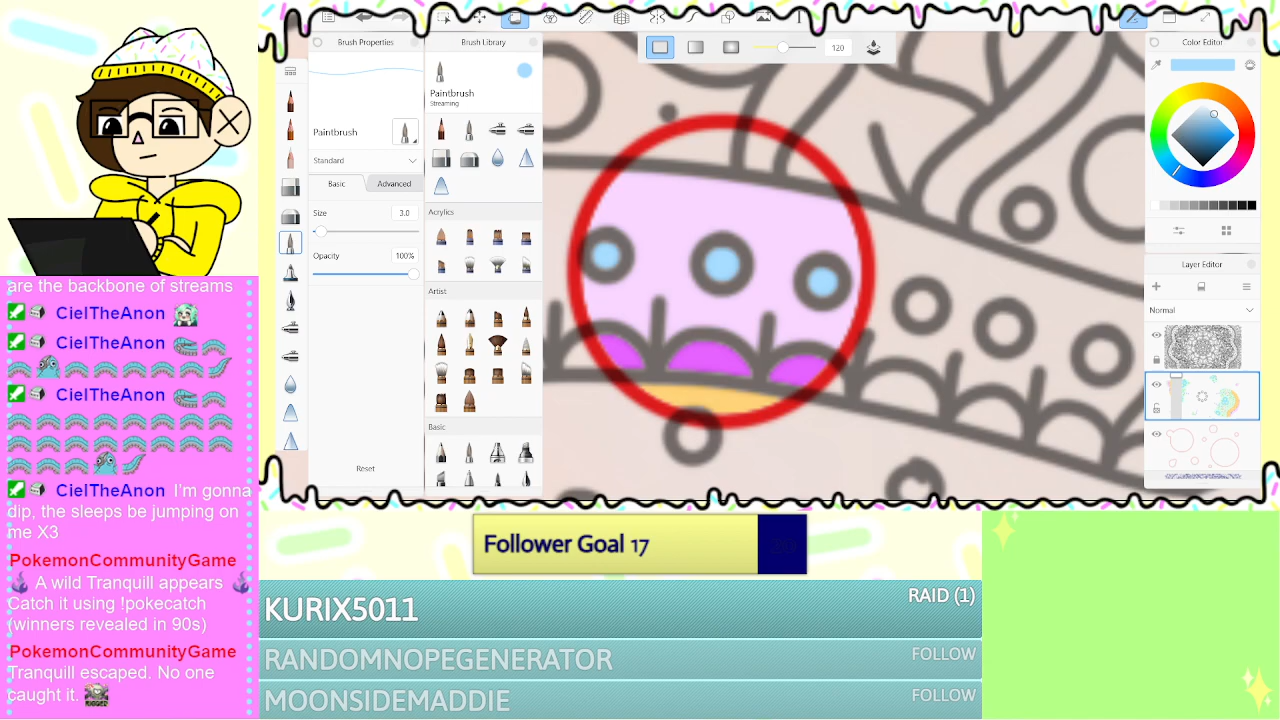 are the backbone of streams
CielTheAnon
CielTheAnon
CielTheAnon
CielTheAnon I'm gonna
dip, the sleeps be jumping on
me X3
PokemonCommunityGame
A wild Tranquill appears
Catch it using !pokecatch
(winners revealed in 90s)
PokemonCommunityGame
Tranquill escaped. No one
caught it.
Brush Properties
Paintbrush
Standard
Basic
Advanced
Size
3.0
Opacity
100%
Reset
Brush Library
Paintbrush
Streaming
Acrylics
Artist
Basic
T
120
Color Editor
Layer Editor
Normal
Follower Goal 17
20
KURIX5011
RAID (1)
RANDOMNOPEGENERATOR
FOLLOW
MOONSIDEMADDIE
FOLLOW